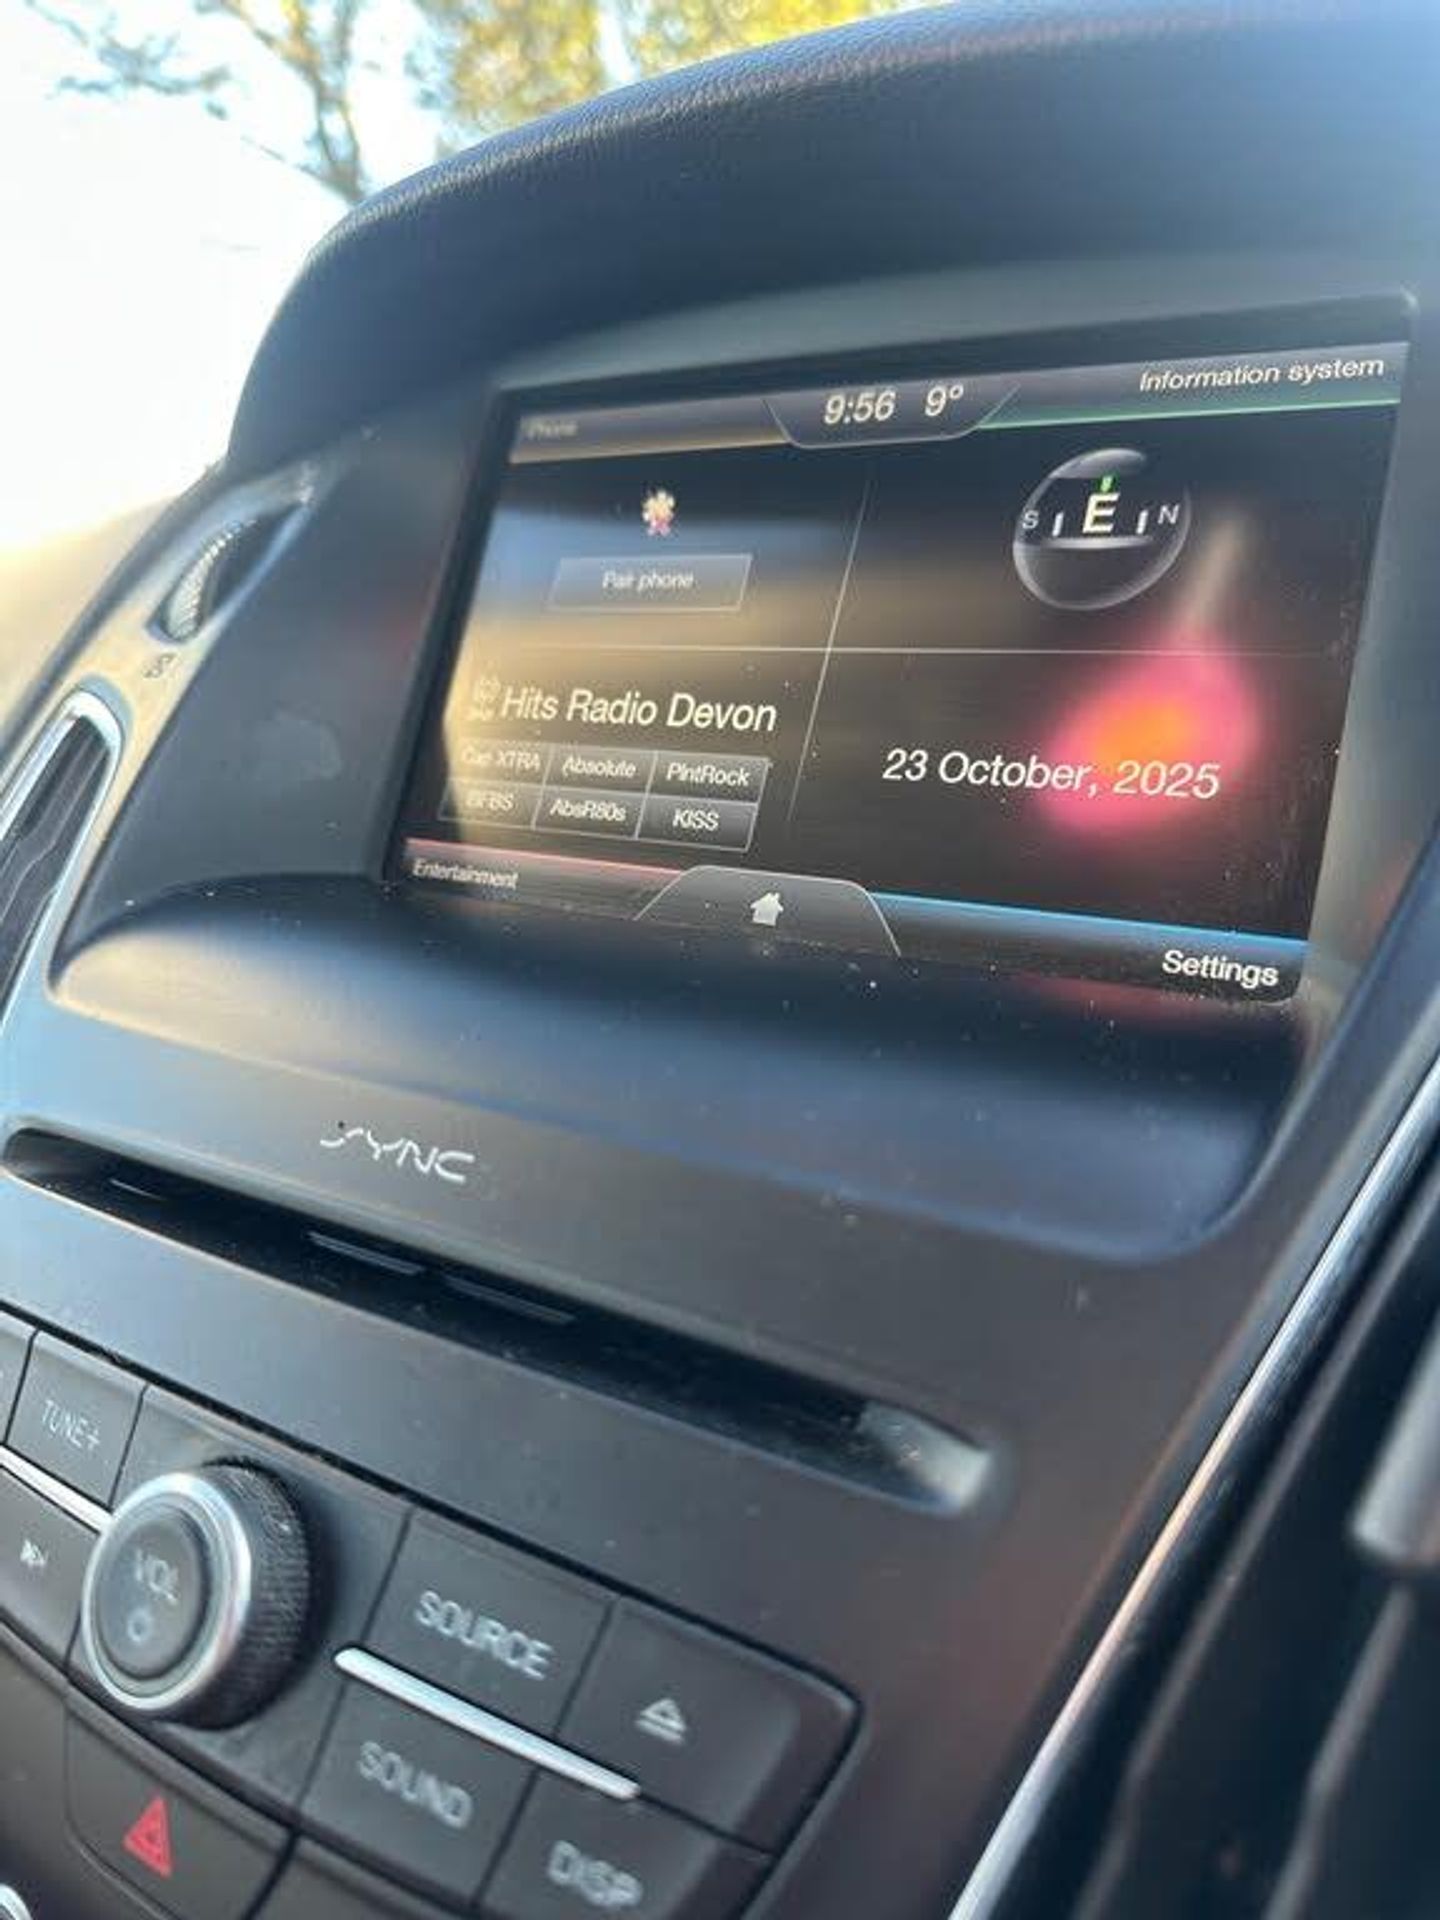 Phone
9:56 9°
Information system
S E N
Pair phone
Hits Radio Devon
XTRA Absolute PlntRock
BFBS AbsR80s KISS
23 October, 2025
Entertainment
Settings
SYNC
TUNE+
VOL
SOURCE
SOUND
DISP